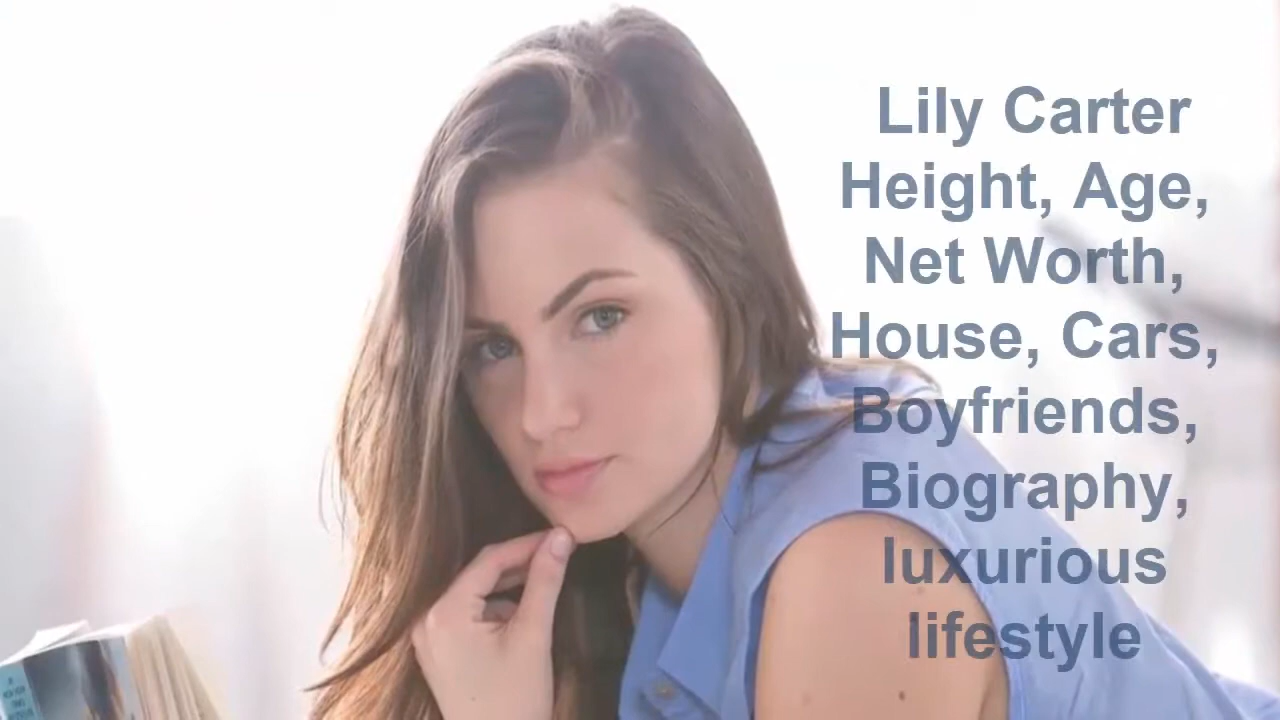 Lily Carter
Height, Age,
Net Worth,
House, Cars,
Boyfriends,
Biography,
luxurious
lifestyle